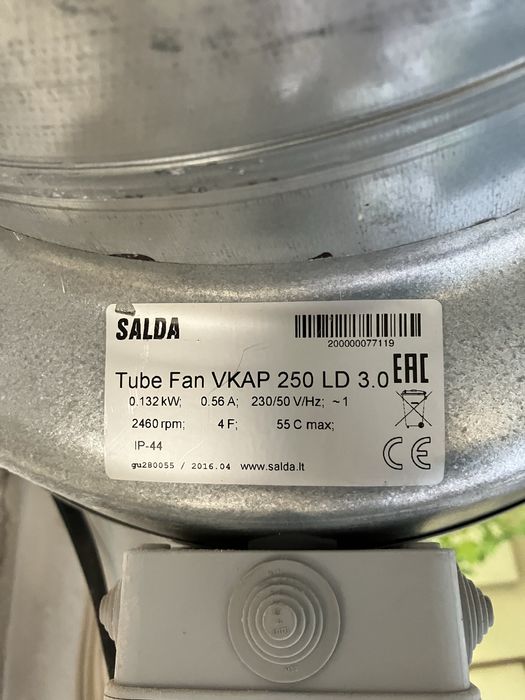 SALDA
200000077119
Tube Fan VKAP 250 LD 3.0
EAC
0.132 kW; 0.56 A; 230/50 V/Hz; ~1
2460 rpm; 4 F; 55 C max;
IP-44
CE
gu280055 / 2016.04 www.salda.lt